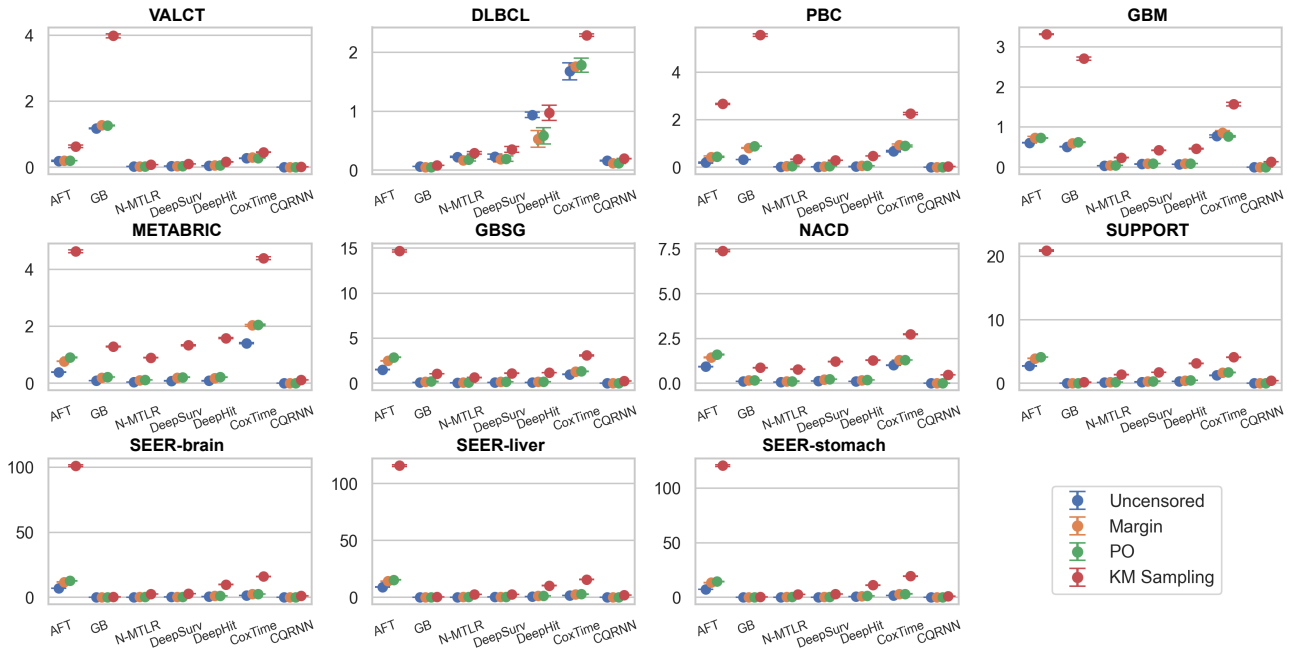 VALCT
4
2
0
AFT GB N-MTLR DeepSurv DeepHit CoxTime CQRNN
DLBCL
2
1
0
AFT GB N-MTLR DeepSurv DeepHit CoxTime CQRNN
PBC
4
2
0
AFT GB N-MTLR DeepSurv DeepHit CoxTime CQRNN
GBM
3
2
1
0
AFT GB N-MTLR DeepSurv DeepHit CoxTime CQRNN
METABRIC
4
2
0
AFT GB N-MTLR DeepSurv DeepHit CoxTime CQRNN
GBSG
15
10
5
0
AFT GB N-MTLR DeepSurv DeepHit CoxTime CQRNN
NACD
7.5
5.0
2.5
0.0
AFT GB N-MTLR DeepSurv DeepHit CoxTime CQRNN
SUPPORT
20
10
0
AFT GB N-MTLR DeepSurv DeepHit CoxTime CQRNN
SEER-brain
100
50
0
AFT GB N-MTLR DeepSurv DeepHit CoxTime CQRNN
SEER-liver
100
50
0
AFT GB N-MTLR DeepSurv DeepHit CoxTime CQRNN
SEER-stomach
100
50
0
AFT GB N-MTLR DeepSurv DeepHit CoxTime CQRNN
Uncensored
Margin
PO
KM Sampling